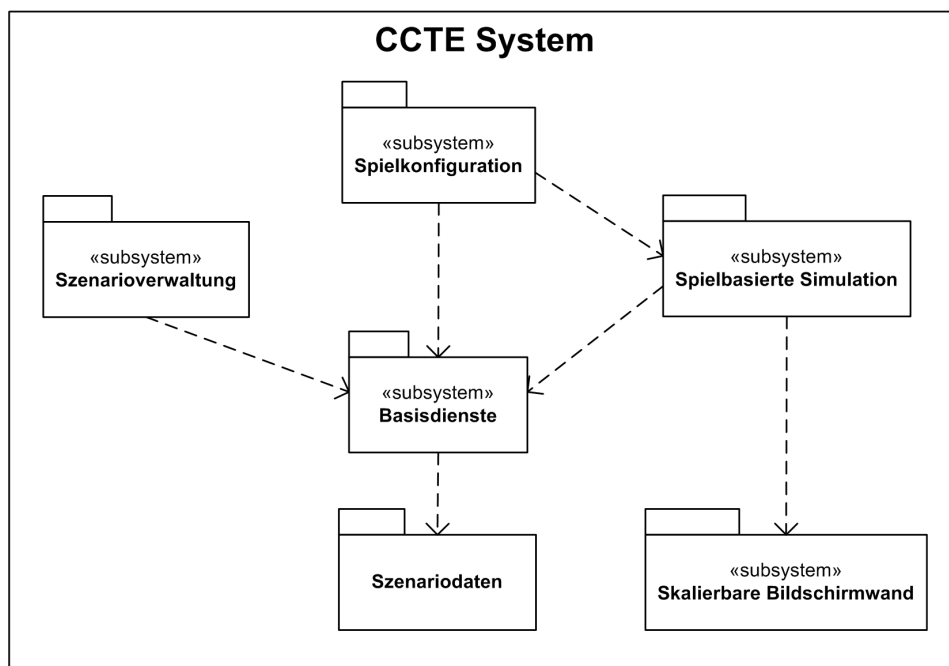 CCTE System
«subsystem»
Spielkonfiguration
«subsystem»
Szenarioverwaltung
«subsystem»
Spielbasierte Simulation
«subsystem»
Basisdienste
Szenariodaten
«subsystem»
Skalierbare Bildschirmwand